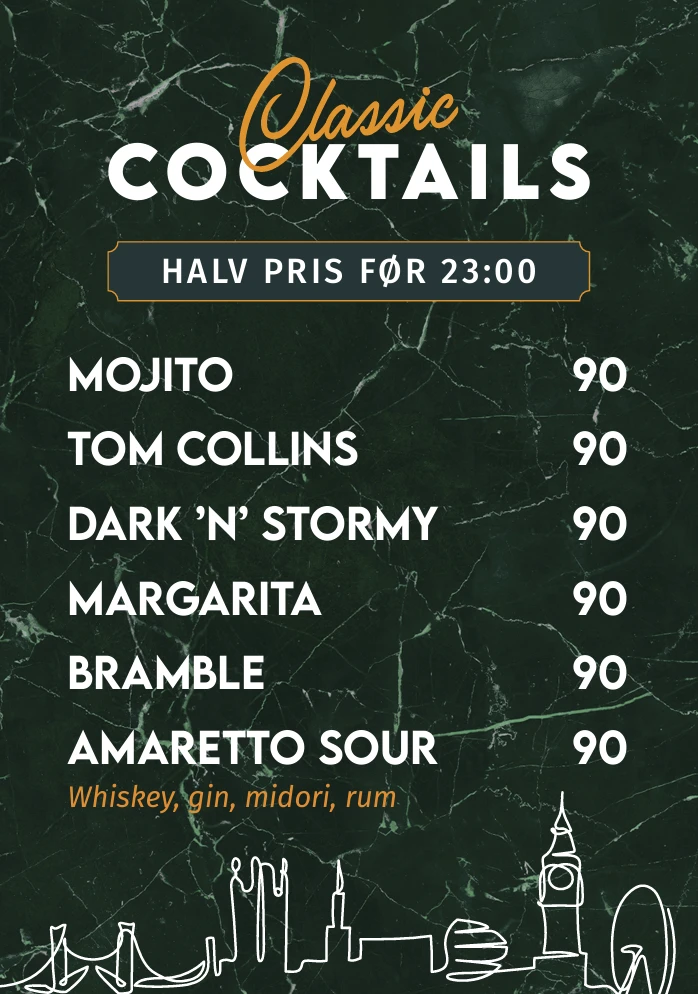 Classic
COCKTAILS
HALV PRIS FØR 23:00
MOJITO 90
TOM COLLINS 90
DARK ’N’ STORMY 90
MARGARITA 90
BRAMBLE 90
AMARETTO SOUR 90
Whiskey, gin, midori, rum